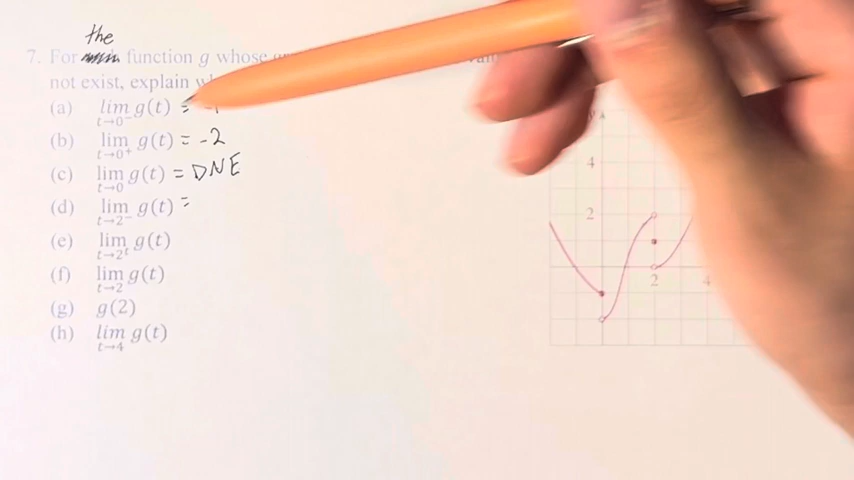 the
7. For function g whose
not exist, explain
(a) lim g(t) =
t→0⁻
(b) lim g(t) = -2
t→0⁺
(c) lim g(t) = DNE
t→0
(d) lim g(t) =
t→2⁻
(e) lim g(t)
t→2⁺
(f) lim g(t)
t→2
(g) g(2)
(h) lim g(t)
t→4
y
4
2
2 4